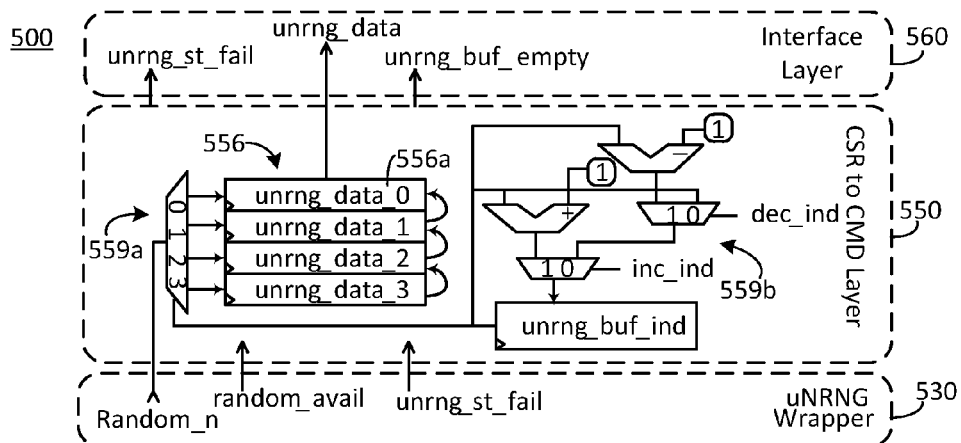 500
unrng_data
unrng_st_fail
unrng_buf_empty
Interface
Layer
560
556
556a
unrng_data_0
unrng_data_1
unrng_data_2
unrng_data_3
0
1
2
3
559a
1
−
1
+
1 0
dec_ind
1 0
inc_ind
559b
unrng_buf_ind
CSR to CMD Layer
550
Random_n
random_avail
unrng_st_fail
uNRNG
Wrapper
530